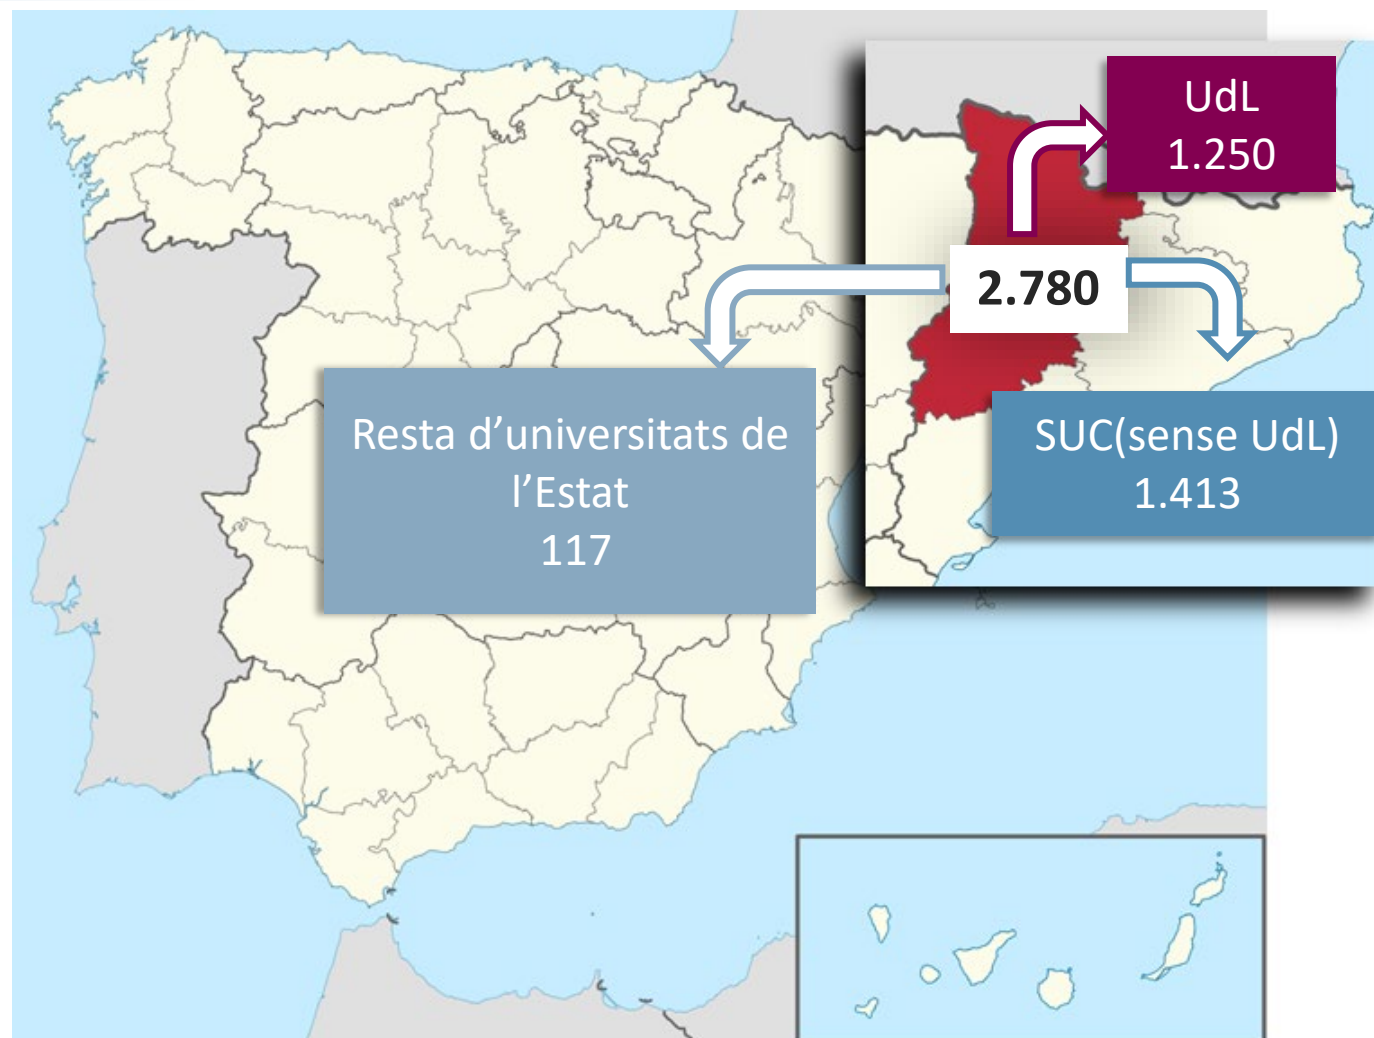 UdL
1.250
2.780
Resta d’universitats de
l’Estat
117
SUC(sense UdL)
1.413